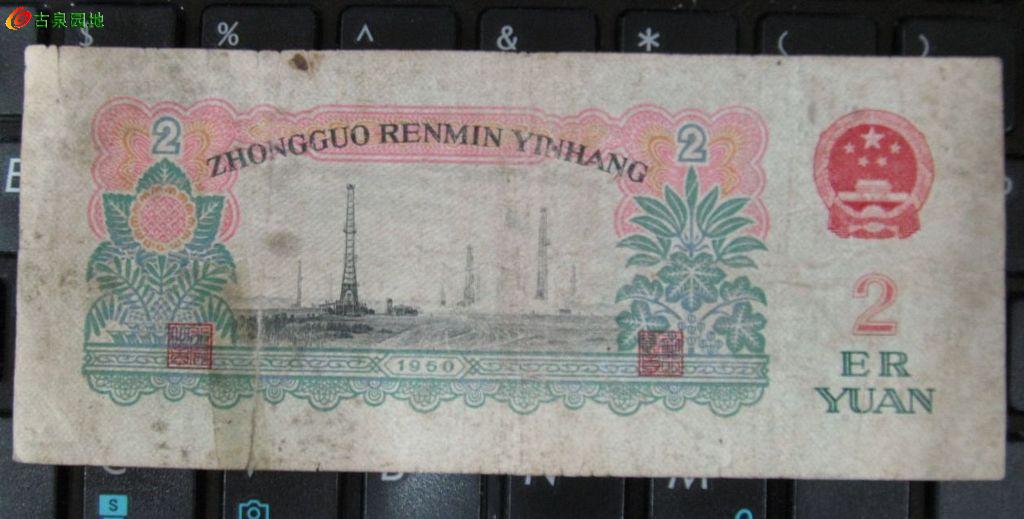 古泉园地
$ % ^ & * ( )
2 2
ZHONGGUO RENMIN YINHANG
2
ER
YUAN
1960
S